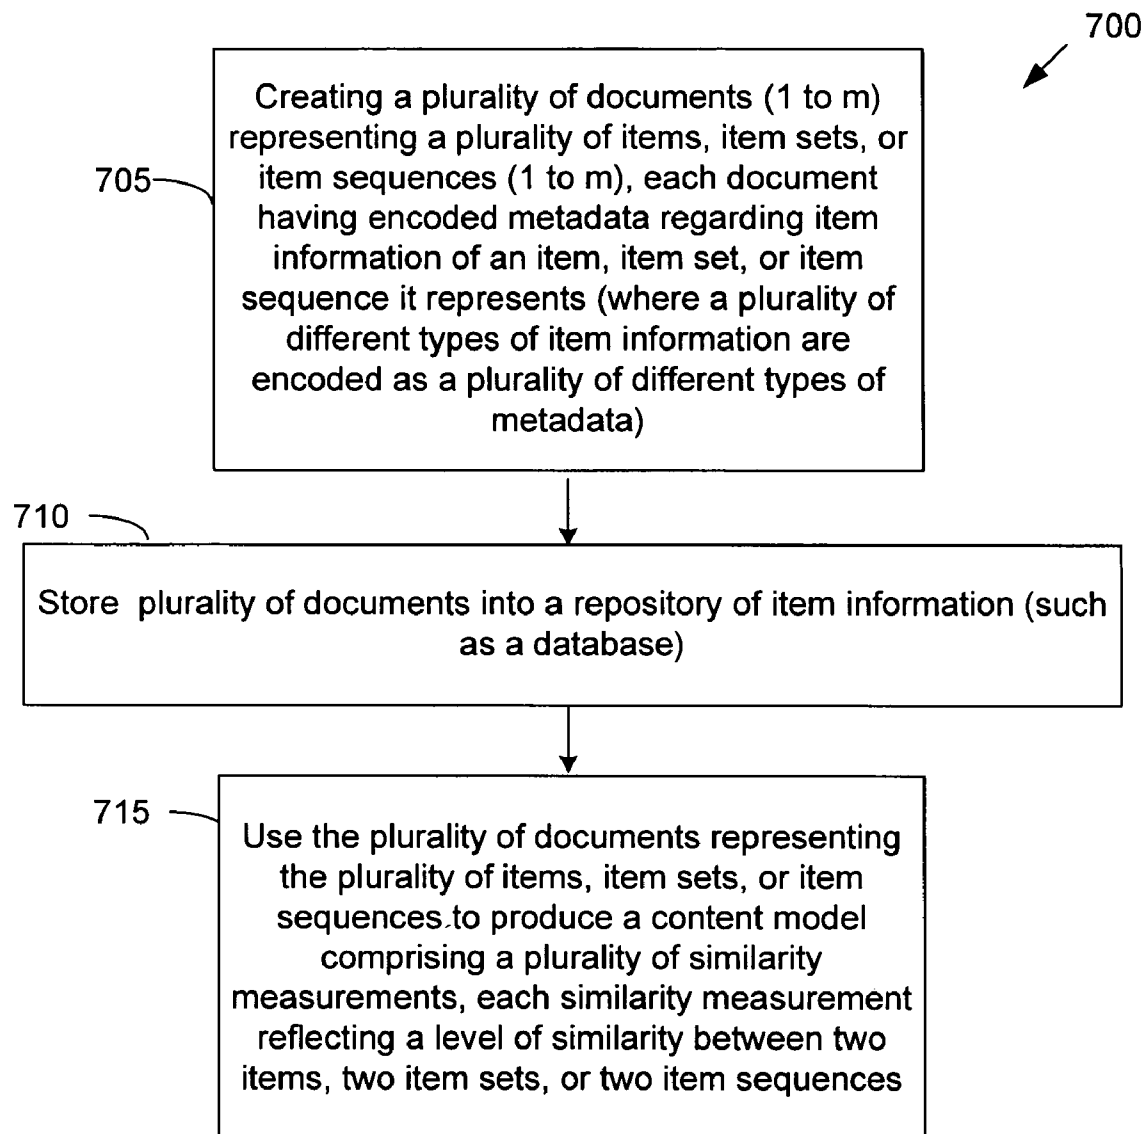 700
Creating a plurality of documents (1 to m)
representing a plurality of items, item sets, or
item sequences (1 to m), each document
having encoded metadata regarding item
information of an item, item set, or item
sequence it represents (where a plurality of
different types of item information are
encoded as a plurality of different types of
metadata)
705
710
Store plurality of documents into a repository of item information (such
as a database)
715
Use the plurality of documents representing
the plurality of items, item sets, or item
sequences to produce a content model
comprising a plurality of similarity
measurements, each similarity measurement
reflecting a level of similarity between two
items, two item sets, or two item sequences